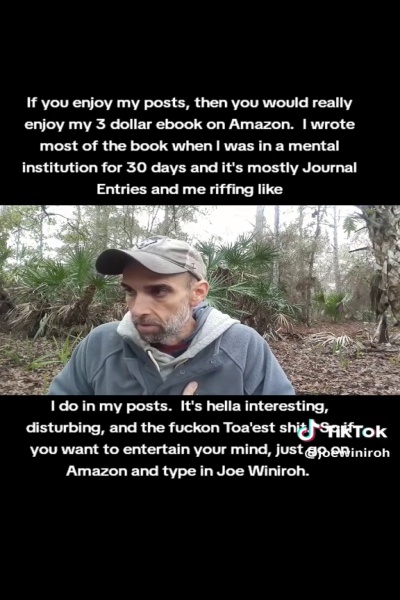 If you enjoy my posts, then you would really
enjoy my 3 dollar ebook on Amazon. I wrote
most of the book when I was in a mental
institution for 30 days and it's mostly Journal
Entries and me riffing like
I do in my posts. It's hella interesting,
disturbing, and the fuckon Toa'est shit. So if
you want to entertain your mind, just go on
Amazon and type in Joe Winiroh.
TikTok
@joewiniroh